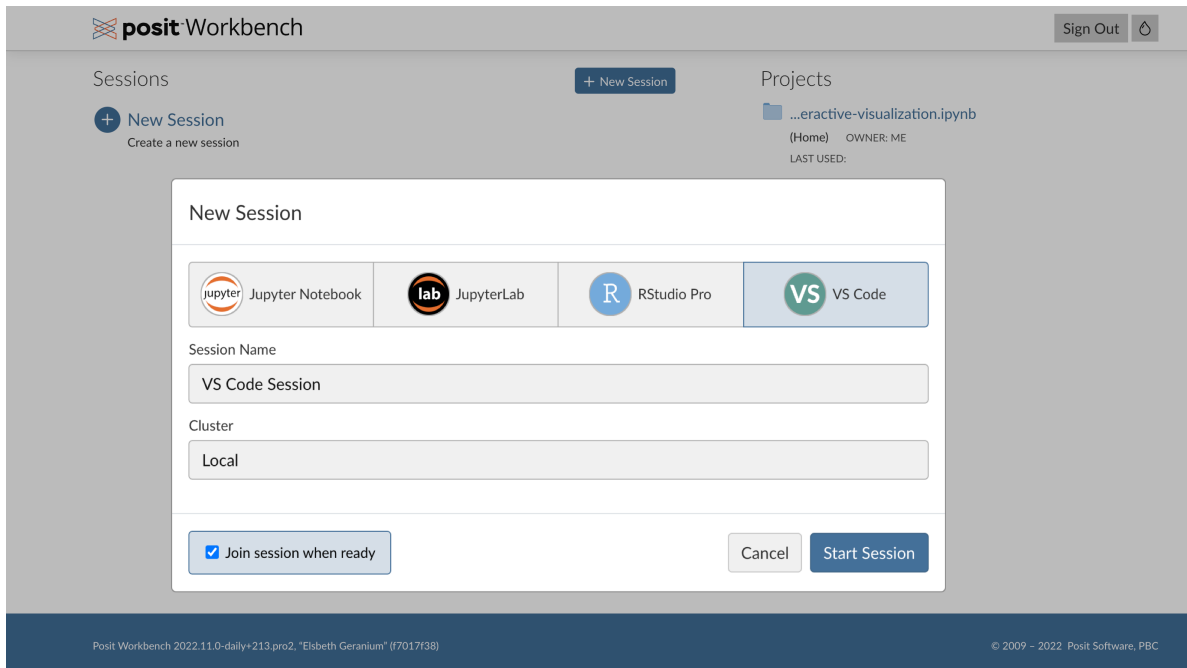 posit Workbench
Sign Out
Sessions
+ New Session
Projects
New Session
Create a new session
...eractive-visualization.ipynb
(Home) OWNER: ME
LAST USED:
New Session
jupyter Jupyter Notebook
lab JupyterLab
R RStudio Pro
VS VS Code
Session Name
VS Code Session
Cluster
Local
Join session when ready
Cancel
Start Session
Posit Workbench 2022.11.0-daily+213.pro2, "Elsbeth Geranium" (f7017f38)
© 2009 – 2022 Posit Software, PBC